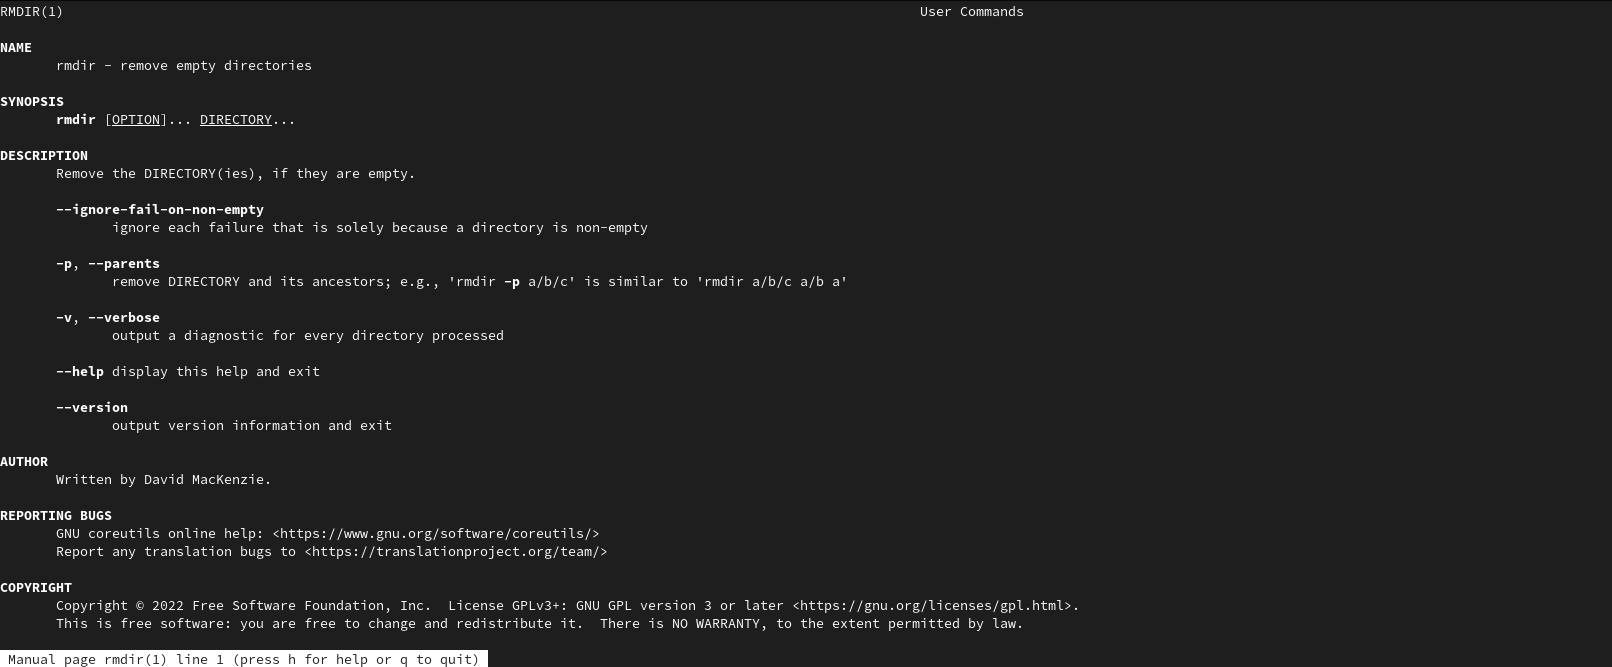 RMDIR(1) User Commands
NAME
rmdir - remove empty directories
SYNOPSIS
rmdir [OPTION]... DIRECTORY...
DESCRIPTION
Remove the DIRECTORY(ies), if they are empty.
--ignore-fail-on-non-empty
ignore each failure that is solely because a directory is non-empty
-p, --parents
remove DIRECTORY and its ancestors; e.g., 'rmdir -p a/b/c' is similar to 'rmdir a/b/c a/b a'
-v, --verbose
output a diagnostic for every directory processed
--help display this help and exit
--version
output version information and exit
AUTHOR
Written by David MacKenzie.
REPORTING BUGS
GNU coreutils online help: <https://www.gnu.org/software/coreutils/>
Report any translation bugs to <https://translationproject.org/team/>
COPYRIGHT
Copyright © 2022 Free Software Foundation, Inc.  License GPLv3+: GNU GPL version 3 or later <https://gnu.org/licenses/gpl.html>.
This is free software: you are free to change and redistribute it.  There is NO WARRANTY, to the extent permitted by law.
Manual page rmdir(1) line 1 (press h for help or q to quit)